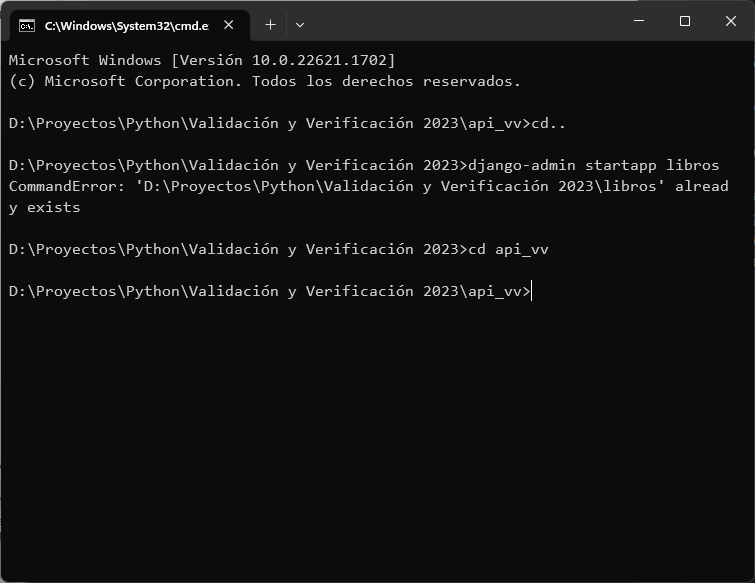 C:\Windows\System32\cmd.e
Microsoft Windows [Versión 10.0.22621.1702]
(c) Microsoft Corporation. Todos los derechos reservados.
D:\Proyectos\Python\Validación y Verificación 2023\api_vv>cd..
D:\Proyectos\Python\Validación y Verificación 2023>django-admin startapp libros
CommandError: 'D:\Proyectos\Python\Validación y Verificación 2023\libros' alread
y exists
D:\Proyectos\Python\Validación y Verificación 2023>cd api_vv
D:\Proyectos\Python\Validación y Verificación 2023\api_vv>